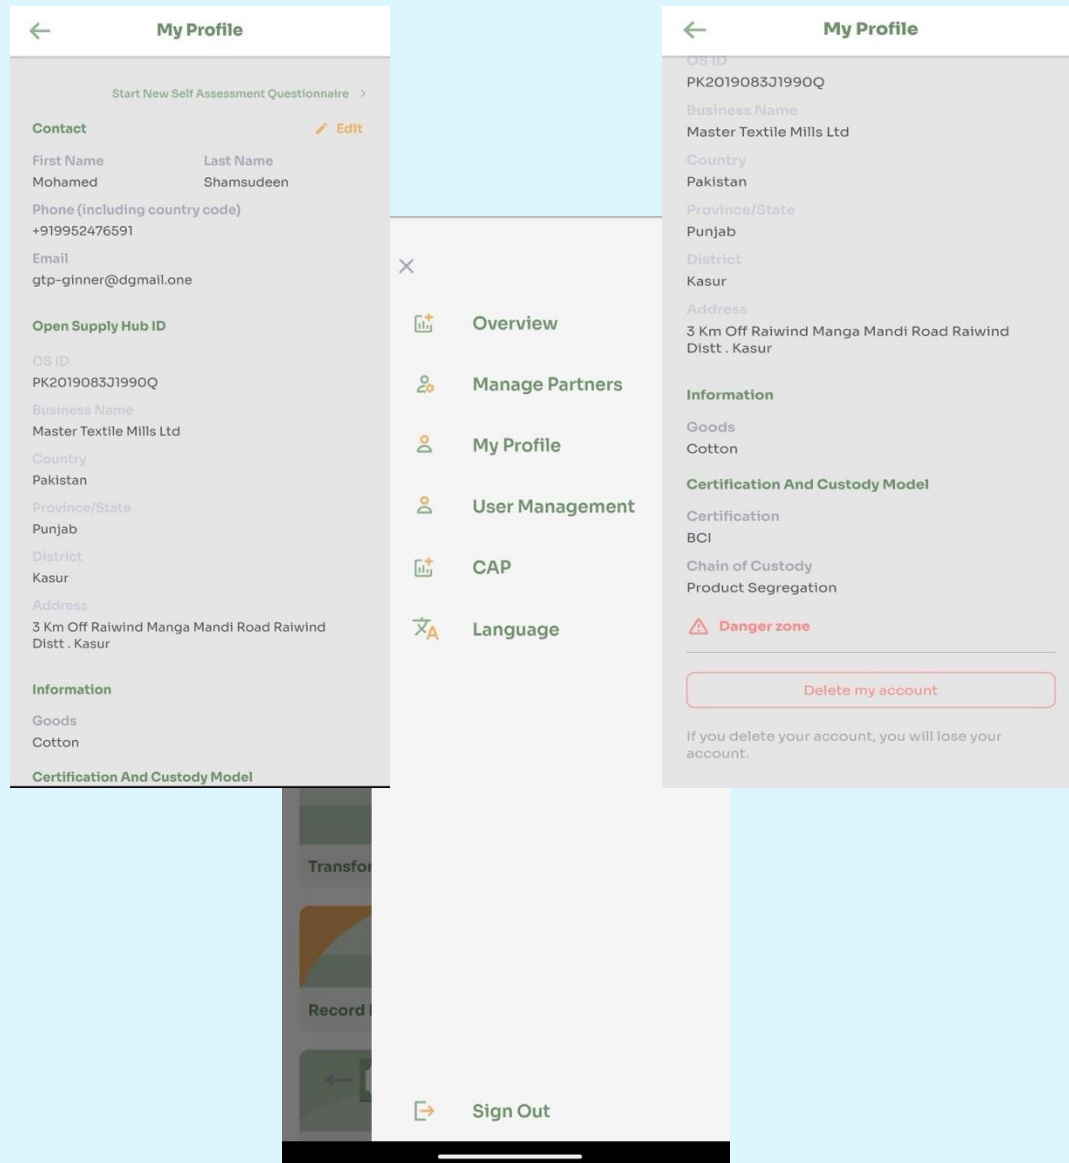 My Profile
Start New Self Assessment Questionnaire
Contact
Edit
First Name
Last Name
Mohamed
Shamsudeen
Phone (including country code)
+919952476591
Email
gtp-ginner@dgmail.one
Open Supply Hub ID
OS ID
PK2019083J1990Q
Business Name
Master Textile Mills Ltd
Country
Pakistan
Province/State
Punjab
District
Kasur
Address
3 Km Off Raiwind Manga Mandi Road Raiwind
Distt . Kasur
Information
Goods
Cotton
Certification And Custody Model
Overview
Manage Partners
My Profile
User Management
CAP
Language
Sign Out
Record
My Profile
OS ID
PK2019083J1990Q
Business Name
Master Textile Mills Ltd
Country
Pakistan
Province/State
Punjab
District
Kasur
Address
3 Km Off Raiwind Manga Mandi Road Raiwind
Distt . Kasur
Information
Goods
Cotton
Certification And Custody Model
Certification
BCI
Chain of Custody
Product Segregation
Danger zone
Delete my account
If you delete your account, you will lose your
account.